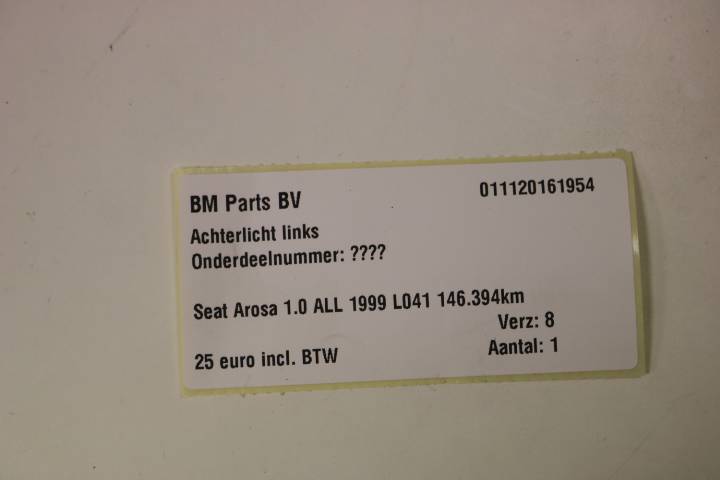 BM Parts BV 011120161954
Achterlicht links
Onderdeelnummer: ????
Seat Arosa 1.0 ALL 1999 L041 146.394km
Verz: 8
25 euro incl. BTW Aantal: 1